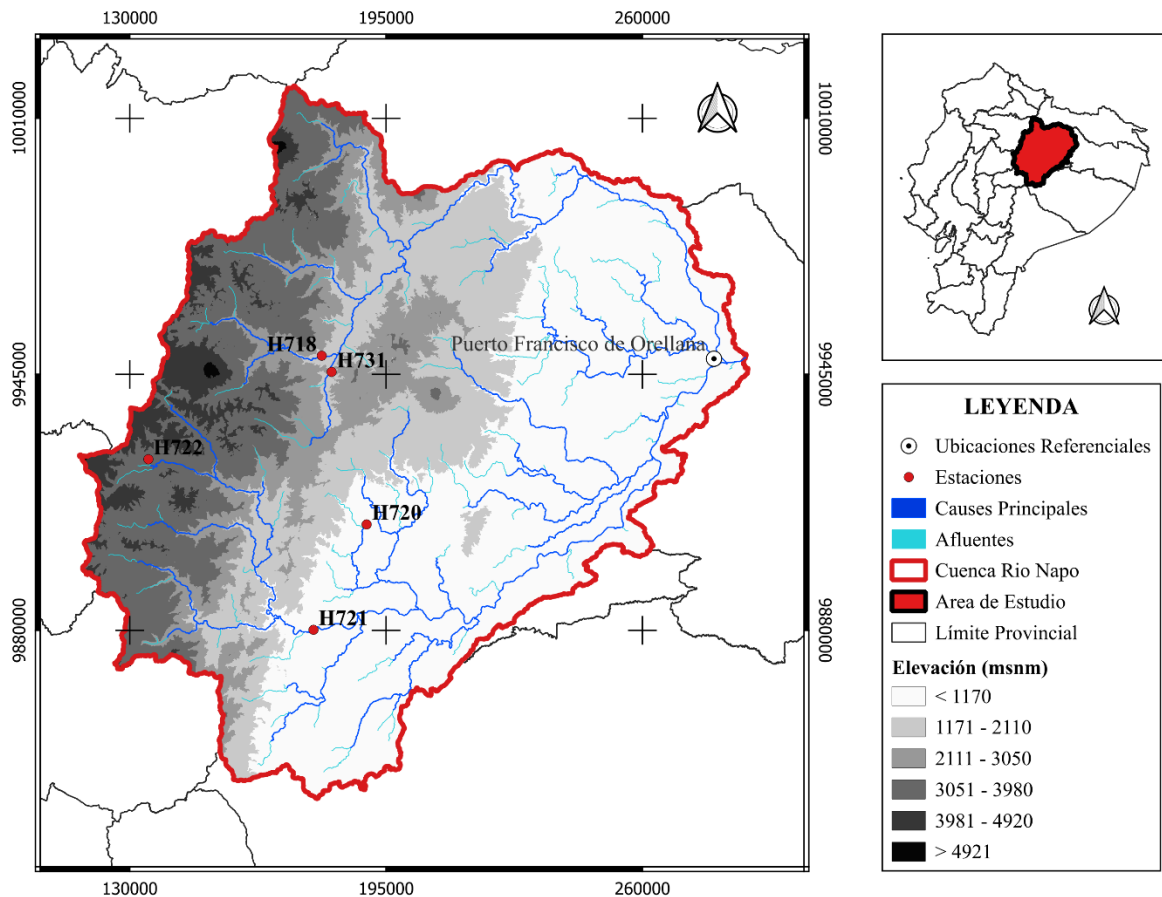 130000
195000
260000
10010000
10010000
H718
H731
Puerto Francisco de Orellana
9945000
9945000
H722
H720
H721
9880000
9880000
130000
195000
260000
LEYENDA
Ubicaciones Referenciales
Estaciones
Causes Principales
Afluentes
Cuenca Rio Napo
Area de Estudio
Límite Provincial
Elevación (msnm)
< 1170
1171 - 2110
2111 - 3050
3051 - 3980
3981 - 4920
> 4921